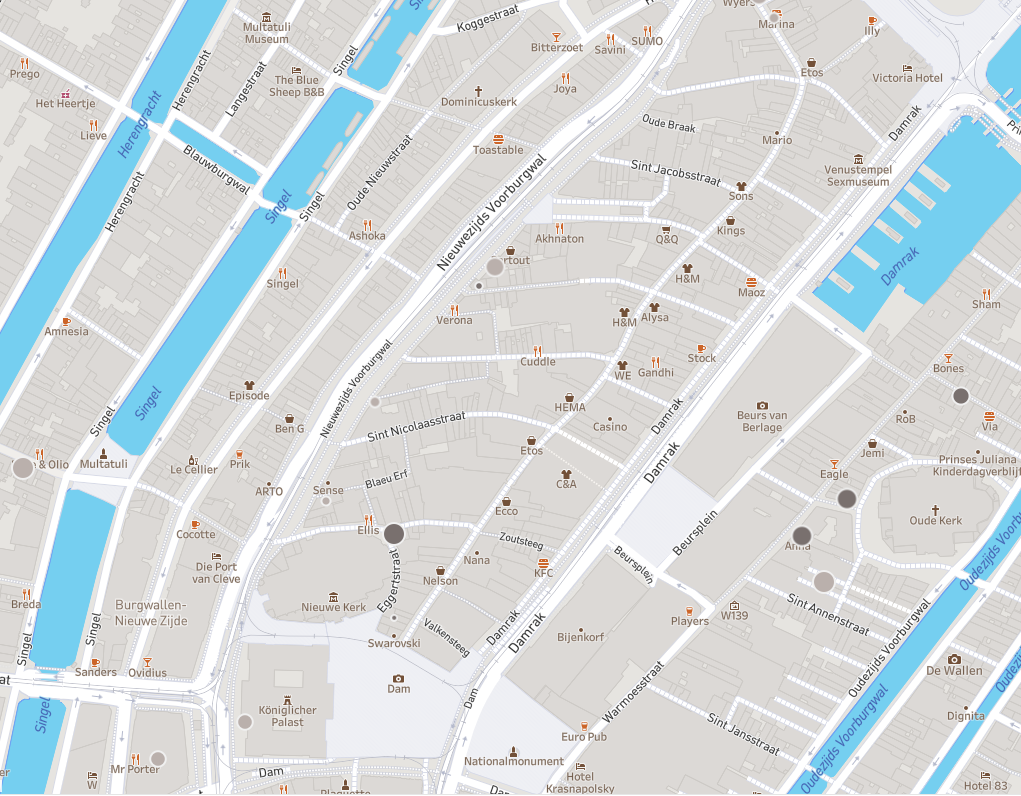 Singel
Koggestraat
Wyers
Marina
Illy
Multatuli
Museum
Bitterzoet
Savini
SUMO
Prego
Herengracht
Langestraat
Singel
The Blue
Sheep B&B
Joya
Etos
Victoria Hotel
Het Heertje
Lieve
Herengracht
Dominicuskerk
Oude Braak
Mario
Damrak
Toastable
Blauwburgwal
Oude Nieuwstraat
Nieuwezijds Voorburgwal
Sint Jacobsstraat
Venustempel
Sexmuseum
Herengracht
Singel
Singel
Sons
Ashoka
Akhnaton
Q&Q
Kings
Damrak
Singel
H&M
Maoz
Sham
Amnesia
Verona
H&M
Alysa
Nieuwezijds Voorburgwal
Cuddle
WE
Gandhi
Stock
Bones
Episode
Singel
Singel
HEMA
Casino
Damrak
Beurs van
Berlage
RoB
Via
Ben G
Sint Nicolaasstraat
Etos
Damrak
Jemi
& Olio
Multatuli
Le Cellier
Prik
Blaeu Erf
C&A
Eagle
Prinses Juliana
Kinderdagverblijf
ARTO
Sense
Ecco
Oude Kerk
Cocotte
Ellis
Zoutsteeg
Beursplein
Anna
Die Port
van Cleve
Nana
KFC
Beursplein
Oudezijds Voorburgwal
Breda
Burgwallen-
Nieuwe Zijde
Nieuwe Kerk
Eggertstraat
Nelson
Singel
Singel
Swarovski
Valkensteeg
Damrak
Damrak
Bijenkorf
Players
W139
Sint Annenstraat
Oudezijds Voorburgwal
Sanders
Ovidius
Dam
Dam
Warmoesstraat
De Wallen
Singel
Königlicher
Palast
Euro Pub
Sint Jansstraat
Oudezijds Voorburgwal
Dignita
Mr Porter
W
Dam
Nationalmonument
Hotel
Krasnapolsky
Hotel 83